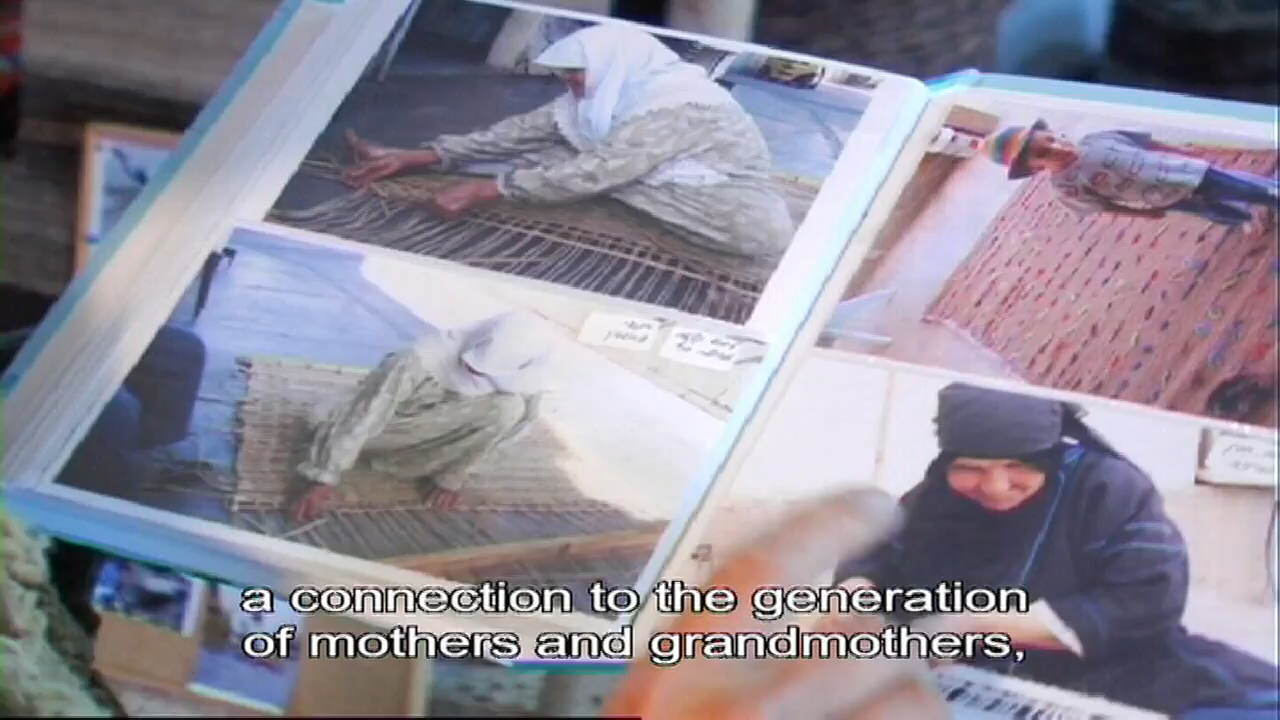 a connection to the generation
of mothers and grandmothers,